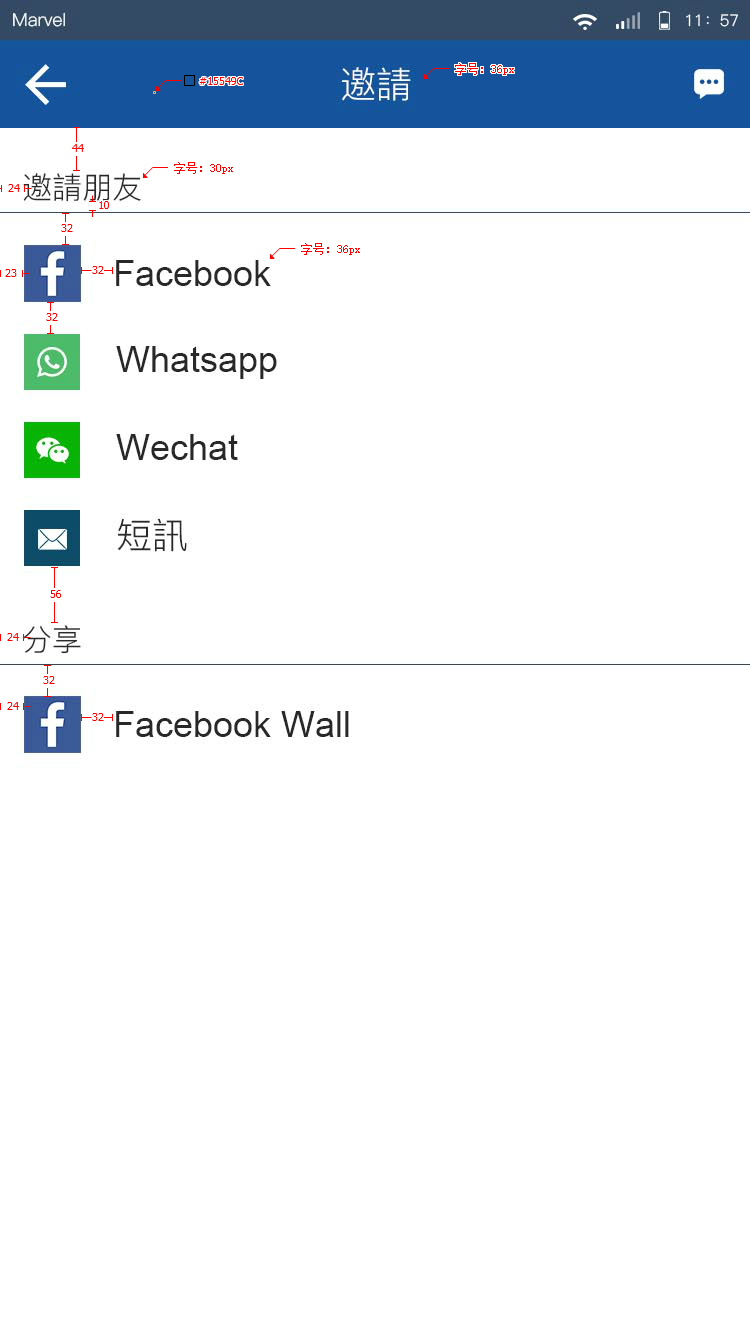 Marvel 11: 57
#15549C 邀請 字号：36px
44
字号：30px
24 邀請朋友
10
32
字号：36px
23 32 Facebook
32
Whatsapp
Wechat
短訊
56
24 分享
32
24 32 Facebook Wall